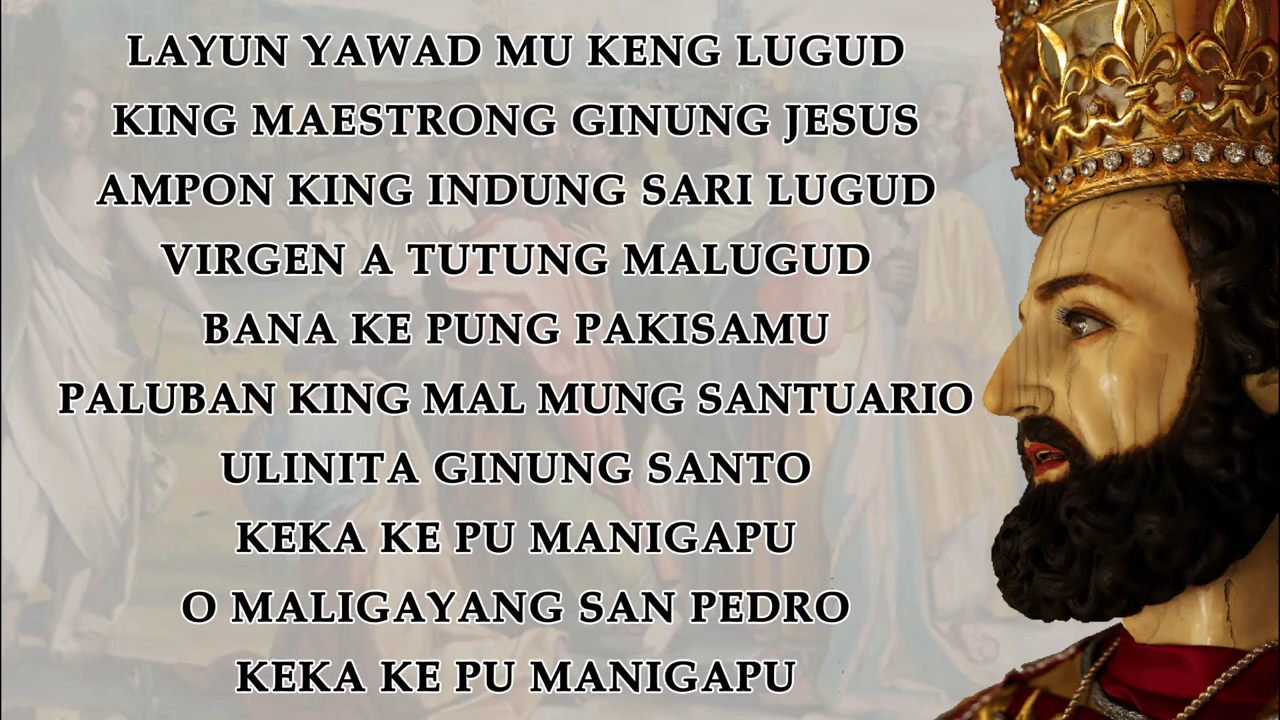 LAYUN YAWAD MU KENG LUGUD
KING MAESTRONG GINUNG JESUS
AMPON KING INDUNG SARI LUGUD
VIRGEN A TUTUNG MALUGUD
BANA KE PUNG PAKISAMU
PALUBAN KING MAL MUNG SANTUARIO
ULINITA GINUNG SANTO
KEKA KE PU MANIGAPU
O MALIGAYANG SAN PEDRO
KEKA KE PU MANIGAPU